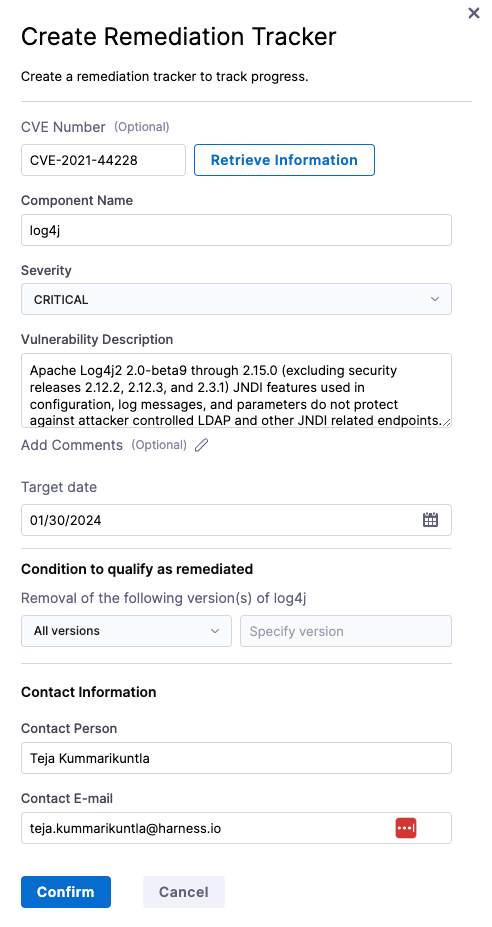 Create Remediation Tracker
Create a remediation tracker to track progress.
CVE Number (Optional)
CVE-2021-44228 Retrieve Information
Component Name
log4j
Severity
CRITICAL
Vulnerability Description
Apache Log4j2 2.0-beta9 through 2.15.0 (excluding security
releases 2.12.2, 2.12.3, and 2.3.1) JNDI features used in
configuration, log messages, and parameters do not protect
against attacker controlled LDAP and other JNDI related endpoints.
Add Comments (Optional)
Target date
01/30/2024
Condition to qualify as remediated
Removal of the following version(s) of log4j
All versions Specify version
Contact Information
Contact Person
Teja Kummarikuntla
Contact E-mail
teja.kummarikuntla@harness.io
Confirm Cancel